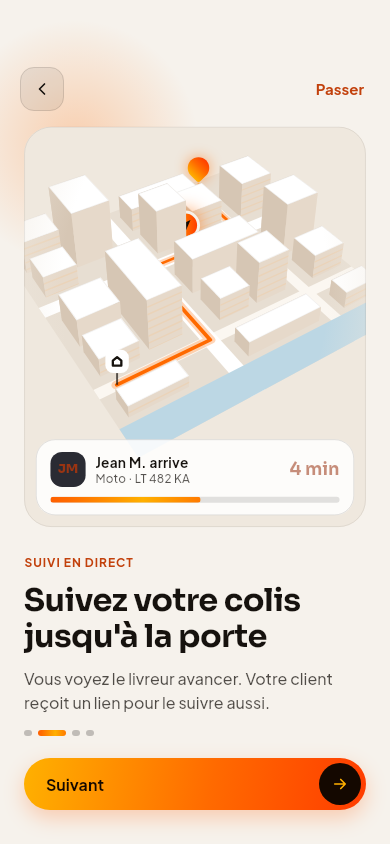 Passer
JM
Jean M. arrive
Moto · LT 482 KA
4 min
SUIVI EN DIRECT
Suivez votre colis
jusqu'à la porte
Vous voyez le livreur avancer. Votre client
reçoit un lien pour le suivre aussi.
Suivant